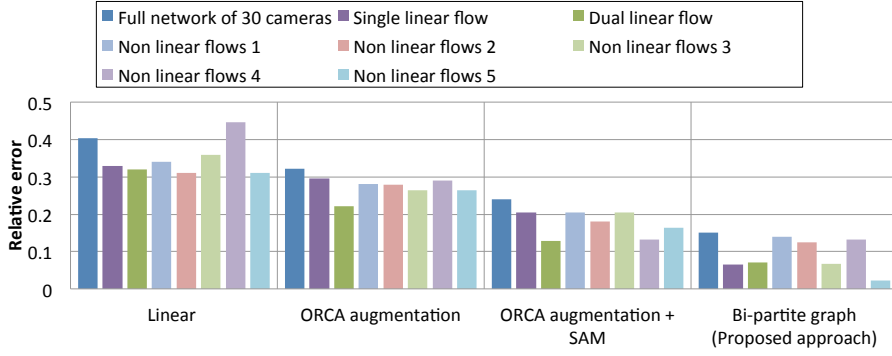 Full network of 30 cameras Single linear flow Dual linear flow
Non linear flows 1 Non linear flows 2 Non linear flows 3
Non linear flows 4 Non linear flows 5
0.5
0.4
0.3
0.2
0.1
0
Relative error
Linear
ORCA augmentation
ORCA augmentation +
SAM
Bi-partite graph
(Proposed approach)